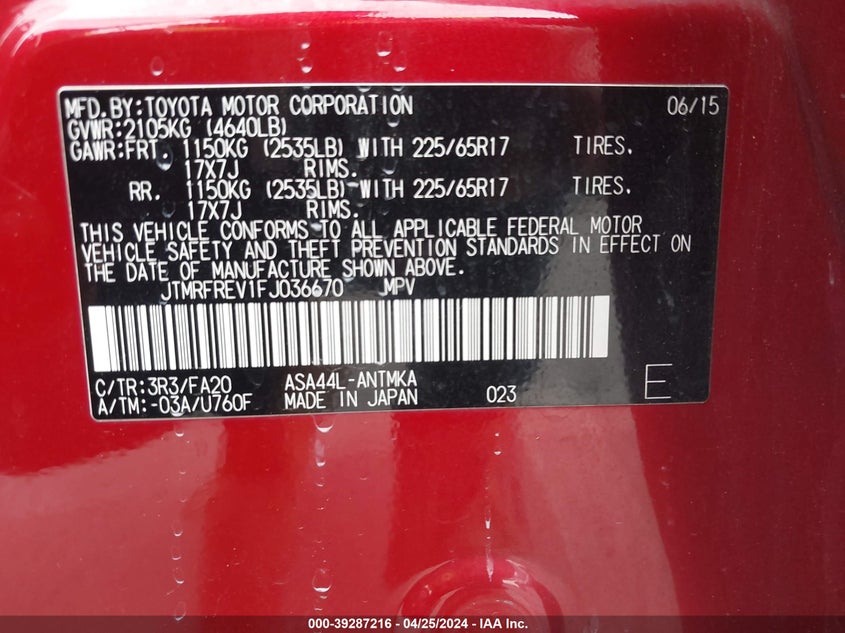 MFD.BY:TOYOTA MOTOR CORPORATION 06/15
GVWR:2105KG (4640LB)
GAWR:FRT. 1150KG (2535LB) WITH 225/65R17 TIRES.
17X7J RIMS.
RR. 1150KG (2535LB) WITH 225/65R17 TIRES.
17X7J RIMS.
THIS VEHICLE CONFORMS TO ALL APPLICABLE FEDERAL MOTOR
VEHICLE SAFETY AND THEFT PREVENTION STANDARDS IN EFFECT ON
THE DATE OF MANUFACTURE SHOWN ABOVE.
JTMRFREV1FJ036670 MPV
C/TR:3R3/FA20 ASA44L-ANTMKA
A/TM:-03A/U760F MADE IN JAPAN 023 E
000-39287216 - 04/25/2024 - IAA Inc.